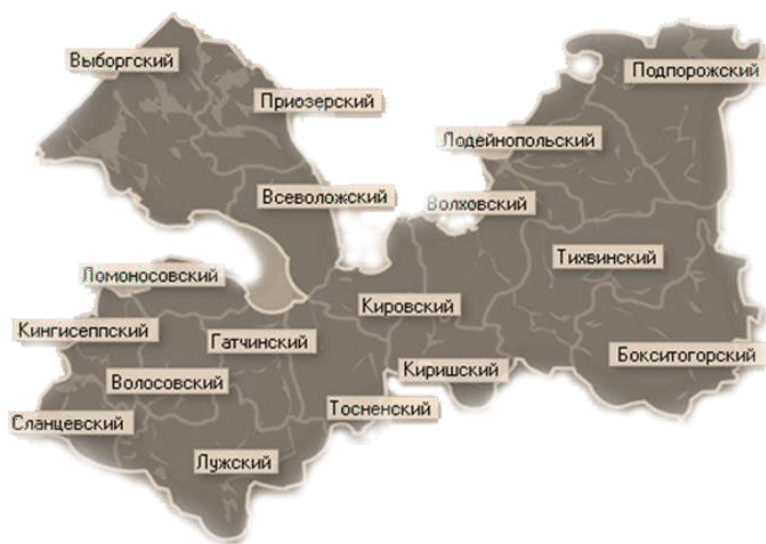 Выборгский
Подпорожский
Приозерский
Лодейнопольский
Всеволожский
Волховский
Тихвинский
Ломоносовский
Кировский
Кингисеппский
Гатчинский
Бокситогорский
Киришский
Волосовский
Тосненский
Сланцевский
Лужский